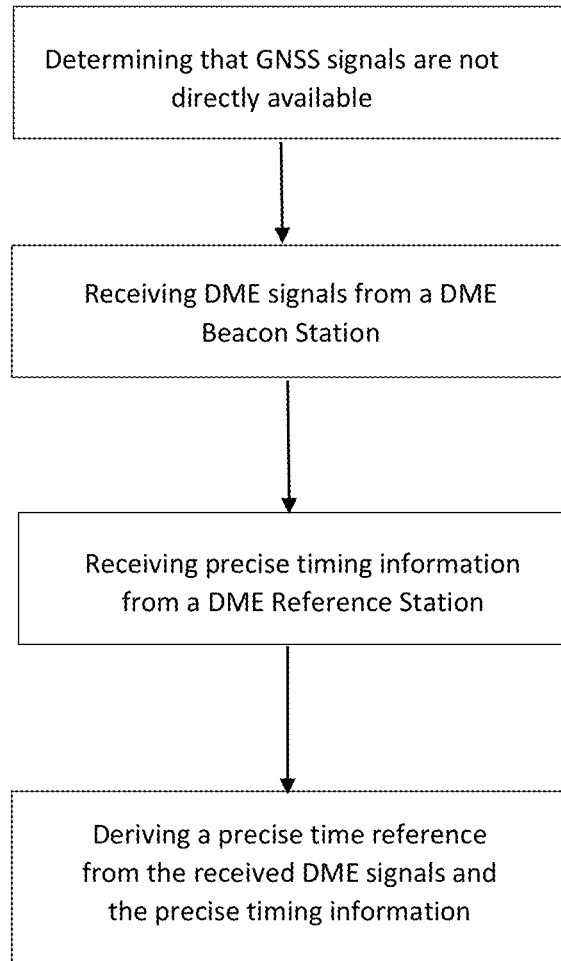 Determining that GNSS signals are not
directly available
Receiving DME signals from a DME
Beacon Station
Receiving precise timing information
from a DME Reference Station
Deriving a precise time reference
from the received DME signals and
the precise timing information